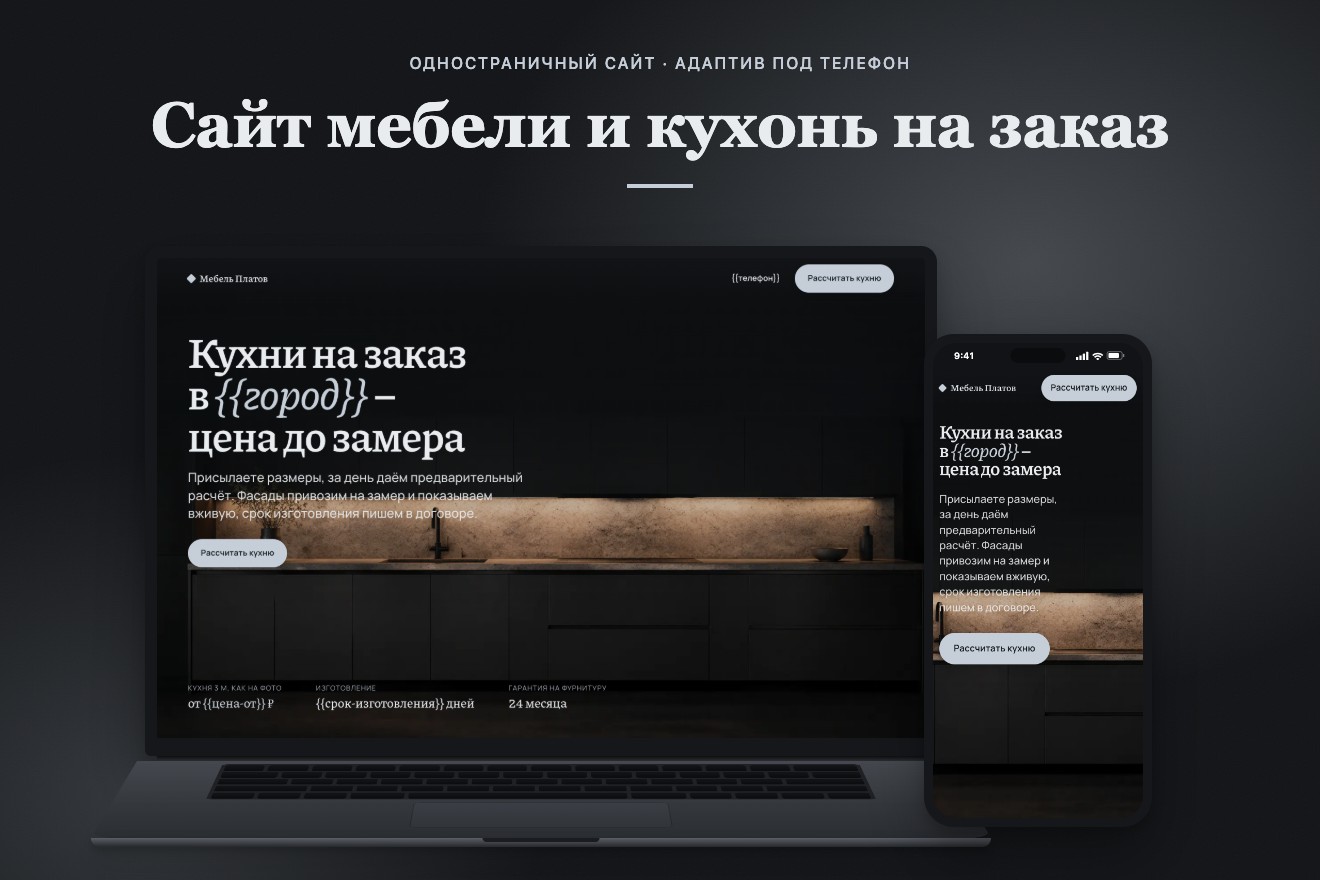 ОДНОСТРАНИЧНЫЙ САЙТ · АДАПТИВ ПОД ТЕЛЕФОН
Сайт мебели и кухонь на заказ
Мебель Платов
{{телефон}}
Рассчитать кухню
Кухни на заказ
в {{город}} –
цена до замера
Присылаете размеры, за день даём предварительный
расчёт. Фасады привозим на замер и показываем
вживую, срок изготовления пишем в договоре.
Рассчитать кухню
КУХНЯ 3 М, КАК НА ФОТО
от {{цена-от}} ₽
ИЗГОТОВЛЕНИЕ
{{срок-изготовления}} дней
ГАРАНТИЯ НА ФУРНИТУРУ
24 месяца
9:41
Мебель Платов
Рассчитать кухню
Кухни на заказ
в {{город}} –
цена до замера
Присылаете размеры,
за день даём
предварительный
расчёт. Фасады
привозим на замер и
показываем вживую,
срок изготовления
пишем в договоре.
Рассчитать кухню